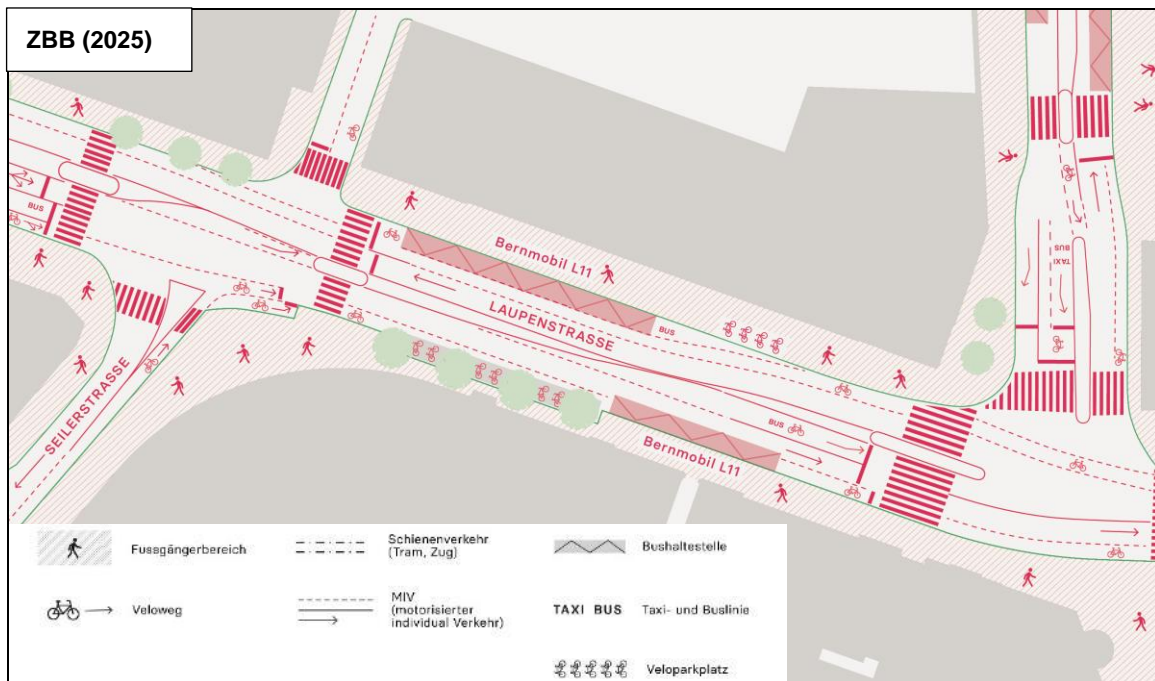 ZBB (2025)
BUS
Bernmobil L11
LAUPENSTRASSE
BUS
TAXI
BUS
SEILERSTRASSE
BUS
Bernmobil L11
Fussgängerbereich
Schienenverkehr
(Tram, Zug)
Bushaltestelle
Veloweg
MIV
(motorisierter
individual Verkehr)
TAXI BUS
Taxi- und Buslinie
Veloparkplatz